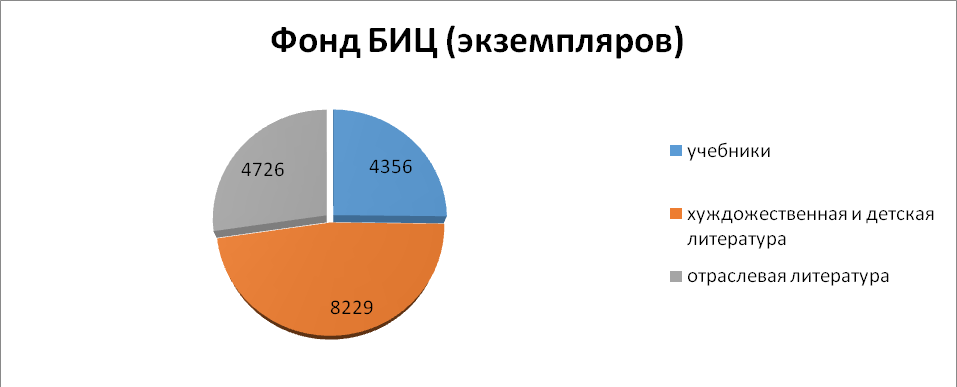 Фонд БИЦ (экземпляров)
4726
4356
8229
учебники
хуждожественная и детская
литература
отраслевая литература